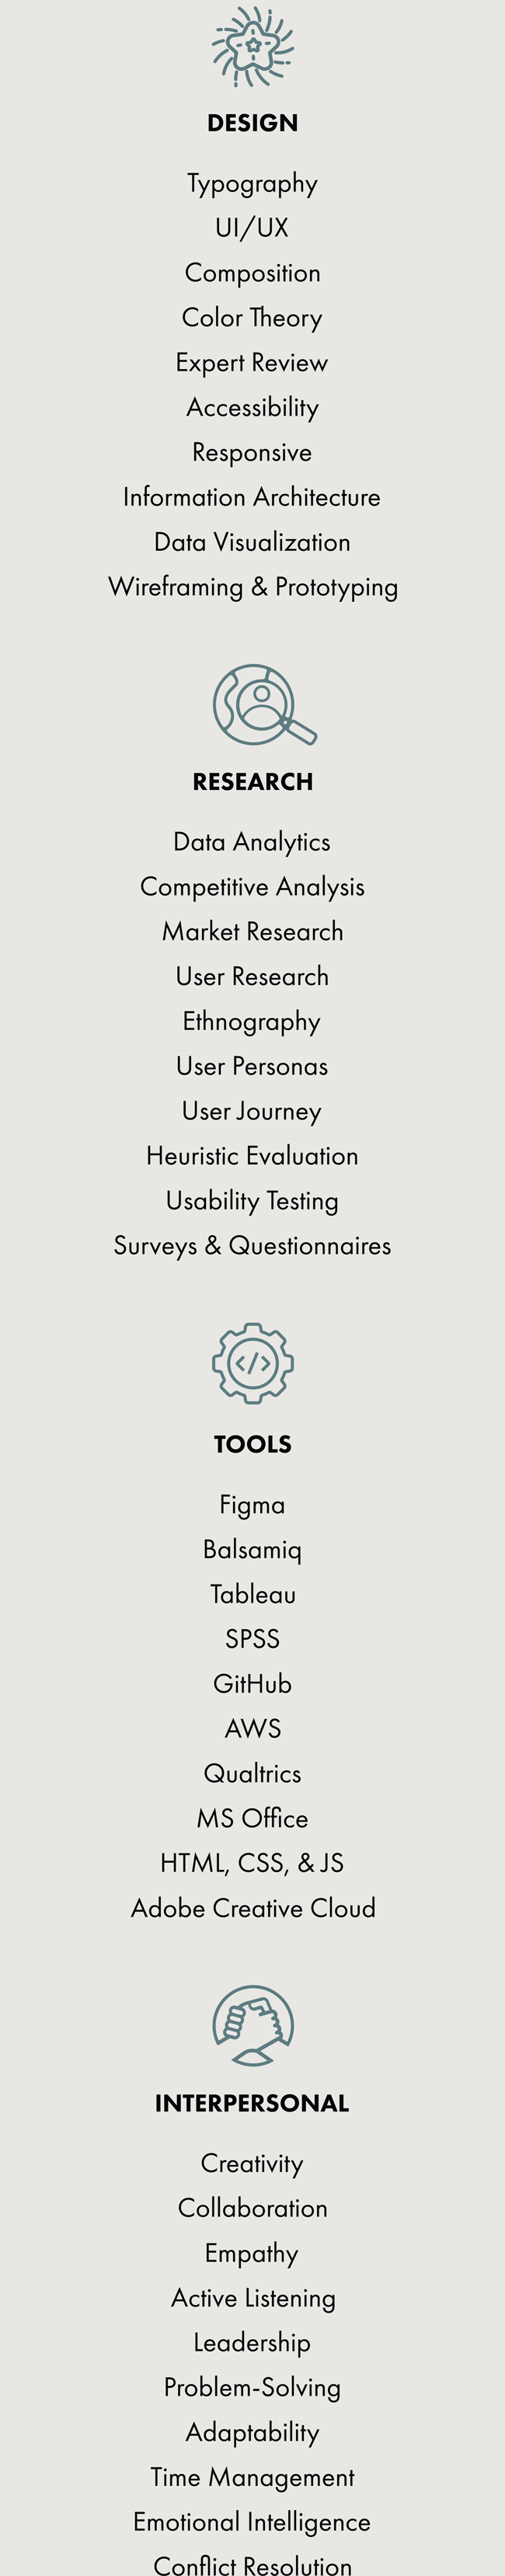 DESIGN
Typography
UI/UX
Composition
Color Theory
Expert Review
Accessibility
Responsive
Information Architecture
Data Visualization
Wireframing & Prototyping
RESEARCH
Data Analytics
Competitive Analysis
Market Research
User Research
Ethnography
User Personas
User Journey
Heuristic Evaluation
Usability Testing
Surveys & Questionnaires
TOOLS
Figma
Balsamiq
Tableau
SPSS
GitHub
AWS
Qualtrics
MS Office
HTML, CSS, & JS
Adobe Creative Cloud
INTERPERSONAL
Creativity
Collaboration
Empathy
Active Listening
Leadership
Problem-Solving
Adaptability
Time Management
Emotional Intelligence
Conflict Resolution